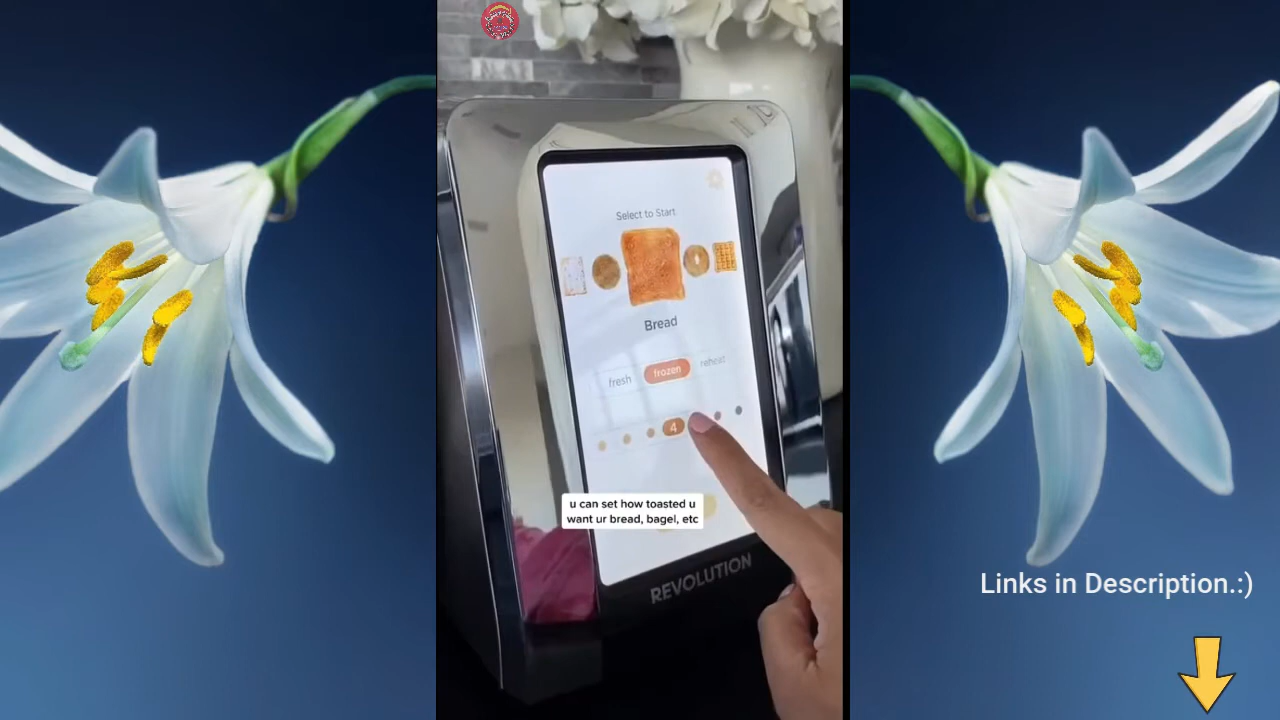 Select to Start
Bread
fresh
frozen
reheat
4
u can set how toasted u
want ur bread, bagel, etc
REVOLUTION
Links in Description.:)